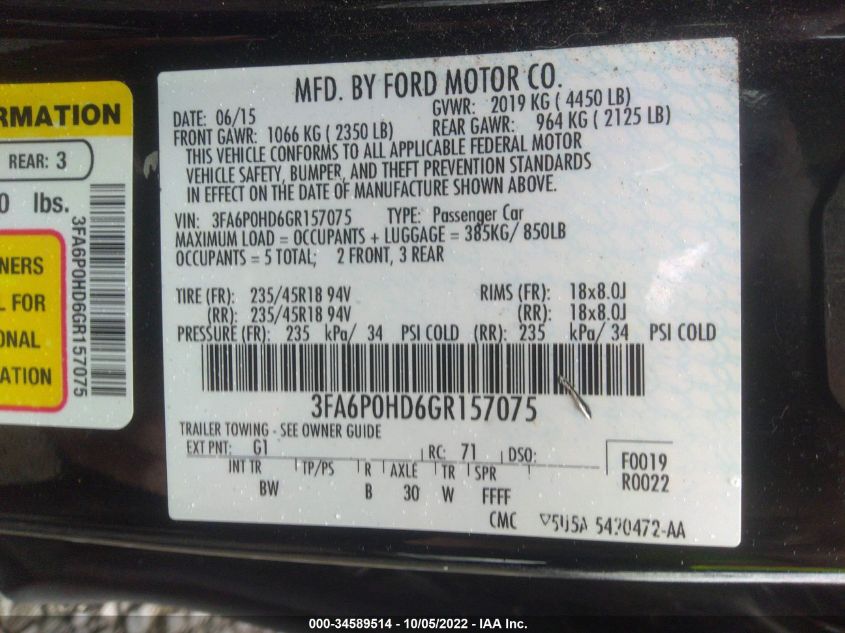 RMATION
REAR: 3
0 lbs.
3FA6P0HD6GR157075
NERS
L FOR
ONAL
ATION
MFD. BY FORD MOTOR CO.
DATE: 06/15 GVWR: 2019 KG ( 4450 LB)
FRONT GAWR: 1066 KG ( 2350 LB) REAR GAWR: 964 KG ( 2125 LB)
THIS VEHICLE CONFORMS TO ALL APPLICABLE FEDERAL MOTOR
VEHICLE SAFETY, BUMPER, AND THEFT PREVENTION STANDARDS
IN EFFECT ON THE DATE OF MANUFACTURE SHOWN ABOVE.
VIN: 3FA6P0HD6GR157075 TYPE: Passenger Car
MAXIMUM LOAD = OCCUPANTS + LUGGAGE = 385KG/ 850LB
OCCUPANTS = 5 TOTAL; 2 FRONT, 3 REAR
TIRE (FR): 235/45R18 94V RIMS (FR): 18x8.0J
(RR): 235/45R18 94V (RR): 18x8.0J
PRESSURE (FR): 235 kPa/ 34 PSI COLD (RR): 235 kPa/ 34 PSI COLD
3FA6P0HD6GR157075
TRAILER TOWING - SEE OWNER GUIDE
EXT PNT: G1 RC: 71 DSO: F0019
R0022
INT TR TP/PS R AXLE TR SPR
BW B 30 W FFFF
CMC 5420472-AA
000-34589514 - 10/05/2022 - IAA Inc.